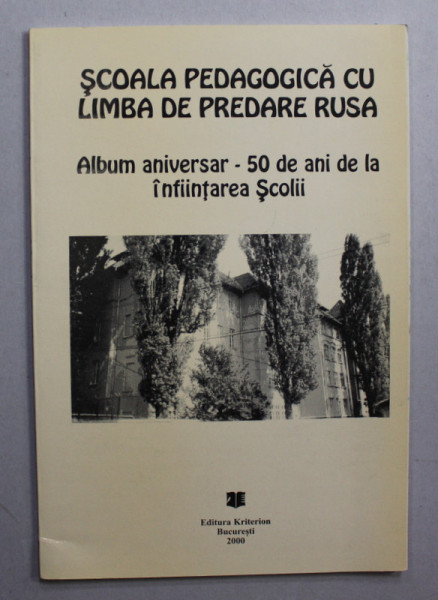 ŞCOALA PEDAGOGICĂ CU
LIMBA DE PREDARE RUSA
Album aniversar - 50 de ani de la
înfiinţarea Şcolii
Editura Kriterion
Bucureşti
2000